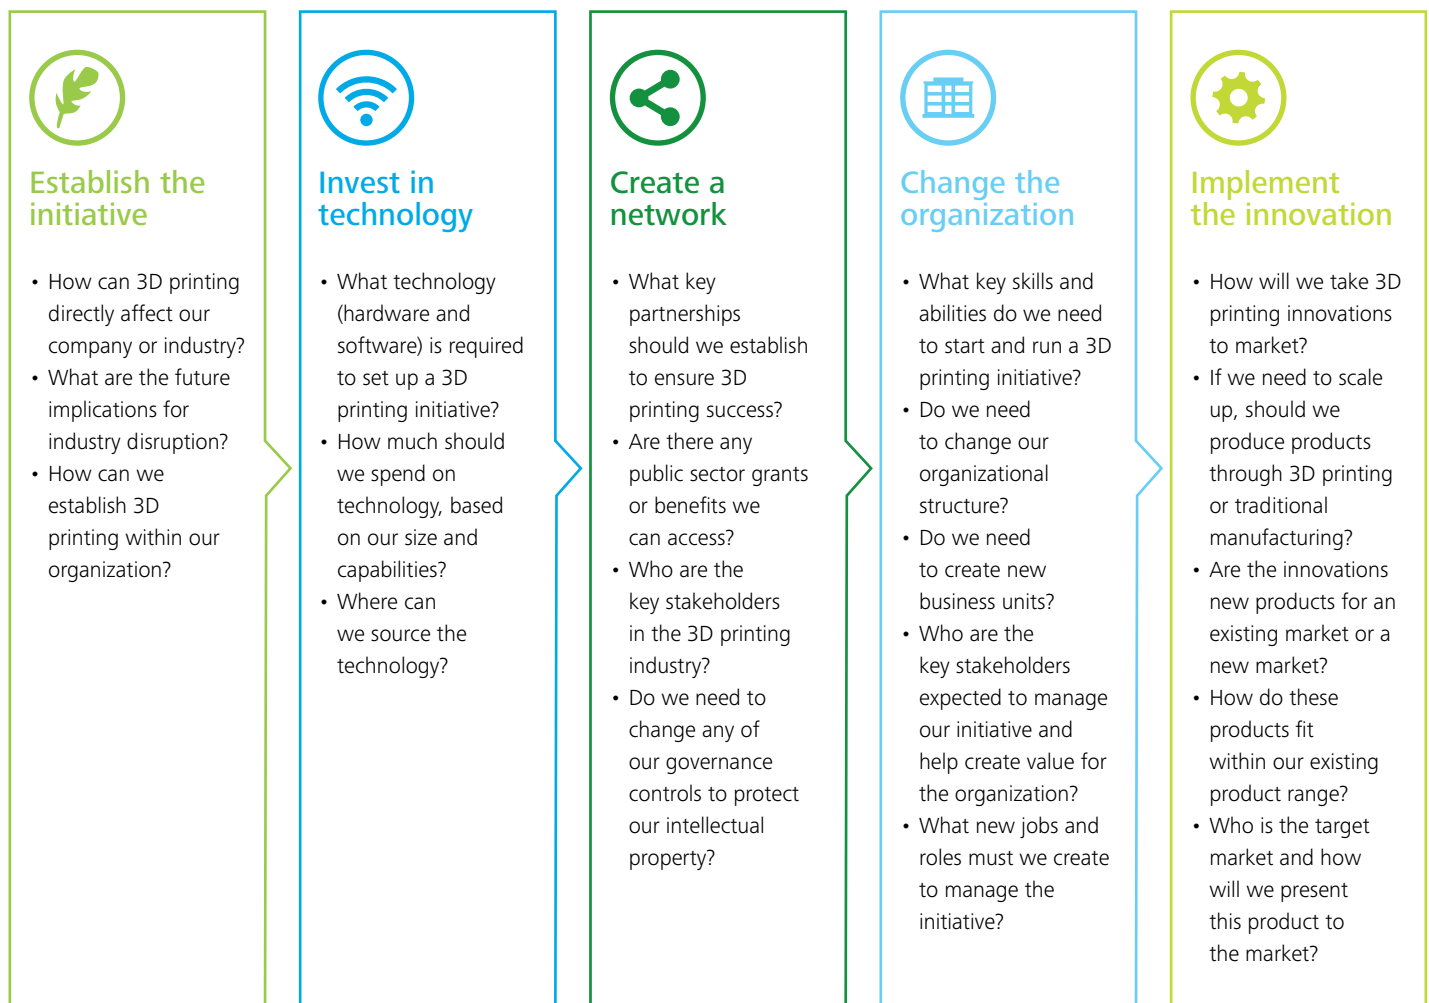 Establish the
initiative
• How can 3D printing
directly affect our
company or industry?
• What are the future
implications for
industry disruption?
• How can we
establish 3D
printing within our
organization?
Invest in
technology
• What technology
(hardware and
software) is required
to set up a 3D
printing initiative?
• How much should
we spend on
technology, based
on our size and
capabilities?
• Where can
we source the
technology?
Create a
network
• What key
partnerships
should we establish
to ensure 3D
printing success?
• Are there any
public sector grants
or benefits we
can access?
• Who are the
key stakeholders
in the 3D printing
industry?
• Do we need to
change any of
our governance
controls to protect
our intellectual
property?
Change the
organization
• What key skills and
abilities do we need
to start and run a 3D
printing initiative?
• Do we need
to change our
organizational
structure?
• Do we need
to create new
business units?
• Who are the
key stakeholders
expected to manage
our initiative and
help create value for
the organization?
• What new jobs and
roles must we create
to manage the
initiative?
Implement
the innovation
• How will we take 3D
printing innovations
to market?
• If we need to scale
up, should we
produce products
through 3D printing
or traditional
manufacturing?
• Are the innovations
new products for an
existing market or a
new market?
• How do these
products fit
within our existing
product range?
• Who is the target
market and how
will we present
this product to
the market?